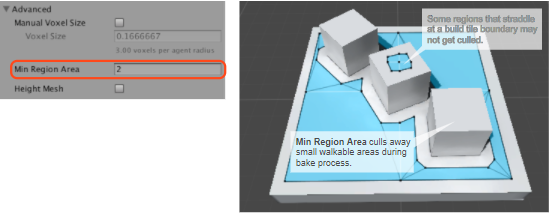 Advanced
Manual Voxel Size
Voxel Size 0.1666667
3.00 voxels per agent radius
Min Region Area 2
Height Mesh
Some regions that straddle
at a build tile boundary may
not get culled.
Min Region Area culls away
small walkable areas during
bake process.